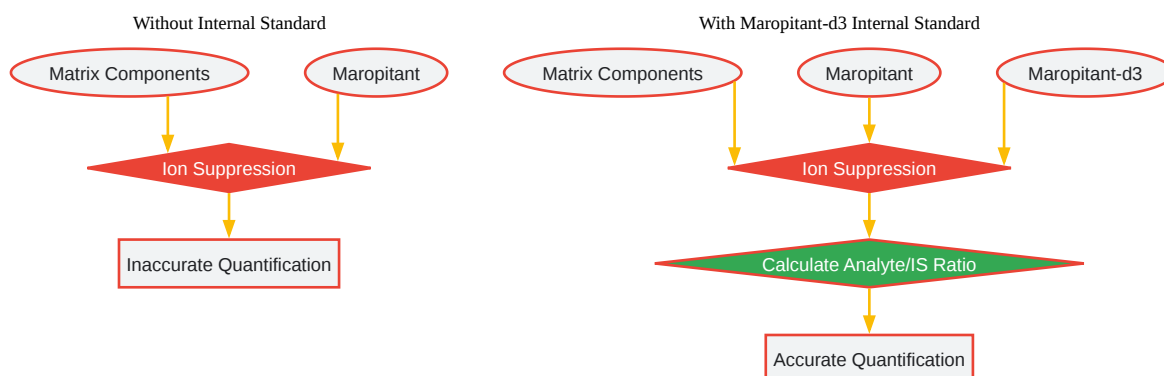 Without Internal Standard
Matrix Components
Maropitant
Ion Suppression
Inaccurate Quantification
With Maropitant-d3 Internal Standard
Matrix Components
Maropitant
Maropitant-d3
Ion Suppression
Calculate Analyte/IS Ratio
Accurate Quantification